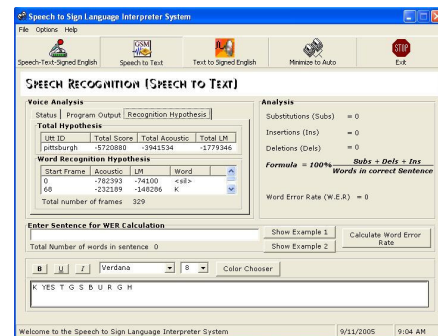 Speech to Sign Language Interpreter System
File Options Help
Speech-Text-Signed English
GSM
Speech to Text
Text to Signed English
Minimize to Auto
STOP
Exit
SPEECH RECOGNITION (SPEECH TO TEXT)
Voice Analysis
Status Program Output Recognition Hypothesis
Total Hypothesis
Utt ID Total Score Total Acoustic Total LM
pittsburgh -5720880 -3941534 -1779346
Word Recognition Hypothesis
Start Frame Acoustic LM Word
0 -782393 -74100 <sil>
68 -232189 -148286 K
Total number of frames 329
Analysis
Substitutions (Subs) = 0
Insertions (Ins) = 0
Deletions (Dels) = 0
Formula = 100% Subs + Dels + Ins
Words in correct Sentence
Word Error Rate (W.E.R) = 0
Enter Sentence for WER Calculation
Total Number of words in sentence 0
Show Example 1
Show Example 2
Calculate Word Error Rate
B U I Verdana 8 Color Chooser
K YES T G S B U R G H
Welcome to the Speech to Sign Language Interpreter System 9/11/2005 9:04 AM